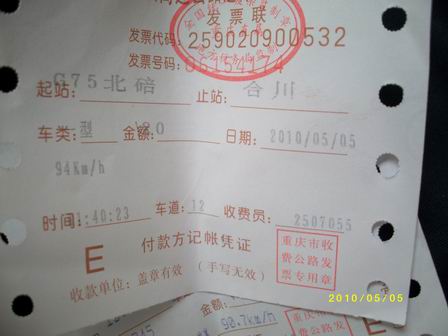 发票联
发票代码: 259020900532
发票号码: 86154174
起站: G75北碚 止站: 合川
车类: 型 金额: 日期: 2010/05/05
94Km/h
时间: :40:23 车道: 12 收费员: 2507055
E 付款方记帐凭证
收款单位: 盖章有效 (手写无效)
重庆市收
费公路发
票专用章
2010/05/05
金额
98.7km/h